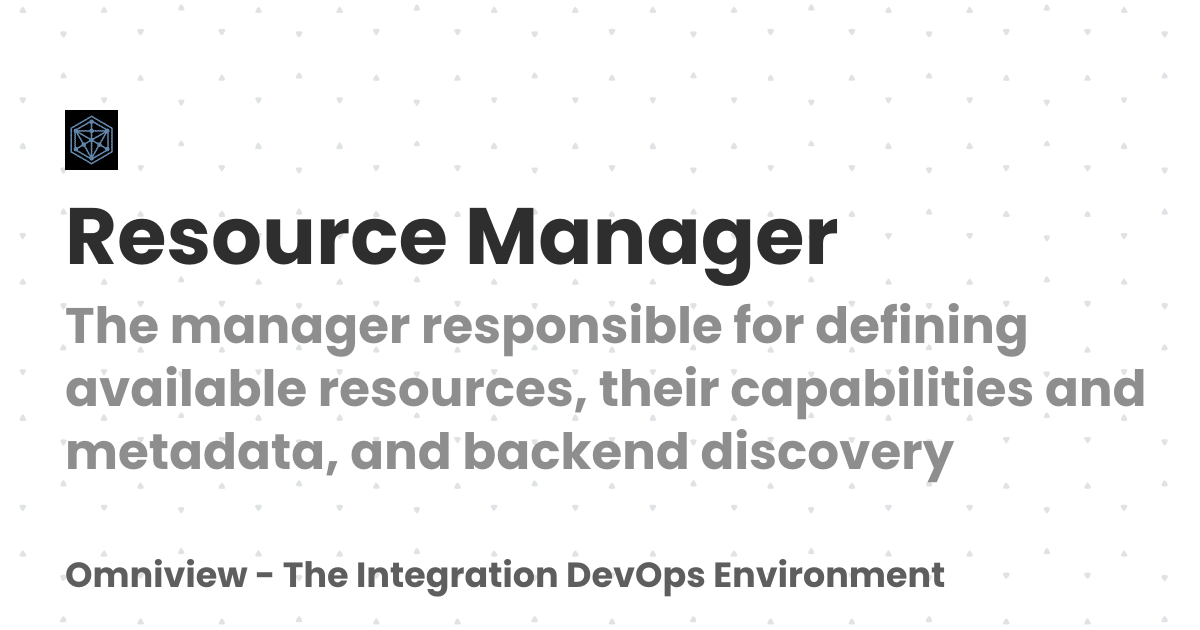 Resource Manager
The manager responsible for defining
available resources, their capabilities and
metadata, and backend discovery
Omniview - The Integration DevOps Environment